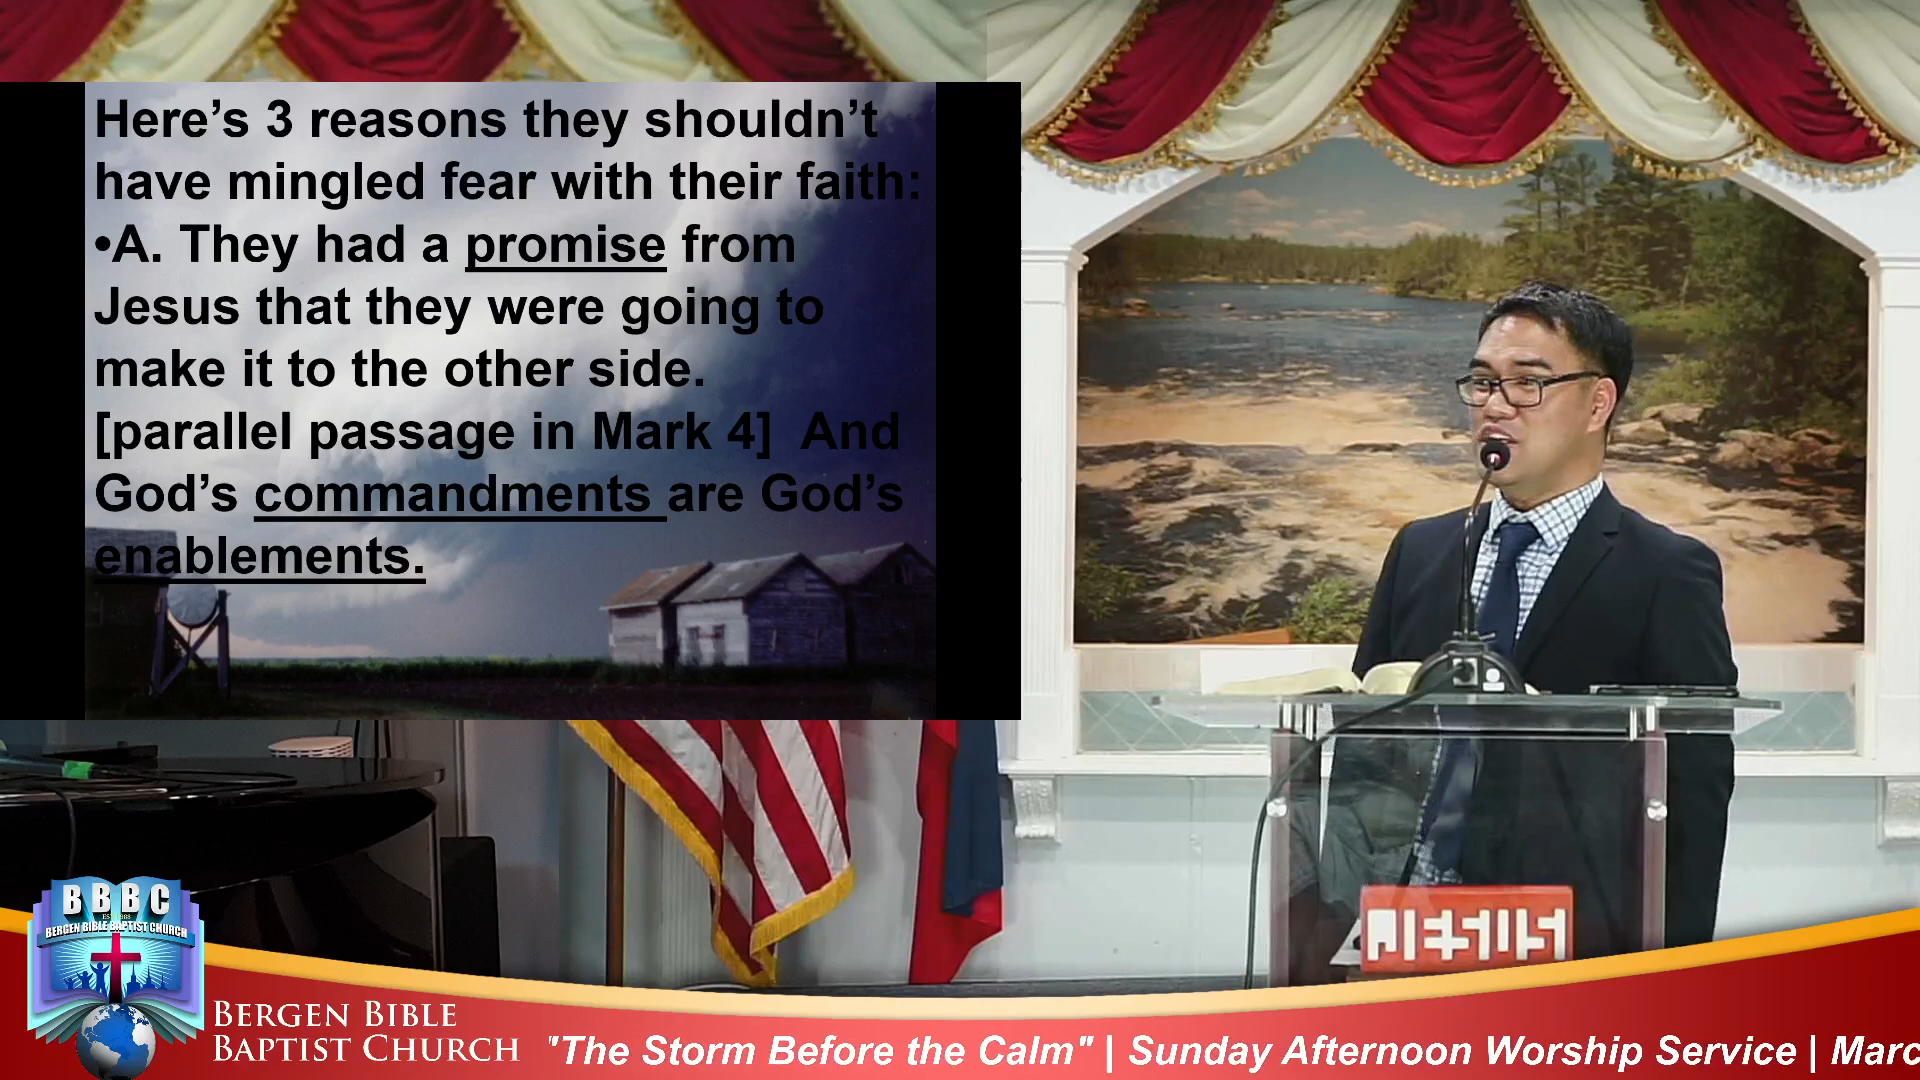 Here’s 3 reasons they shouldn’t
have mingled fear with their faith:
•A. They had a promise from
Jesus that they were going to
make it to the other side.
[parallel passage in Mark 4]  And
God’s commandments are God’s
enablements.
BBBC
BERGEN BIBLE BAPTIST CHURCH
BERGEN BIBLE
BAPTIST CHURCH
"The Storm Before the Calm" | Sunday Afternoon Worship Service | Marc